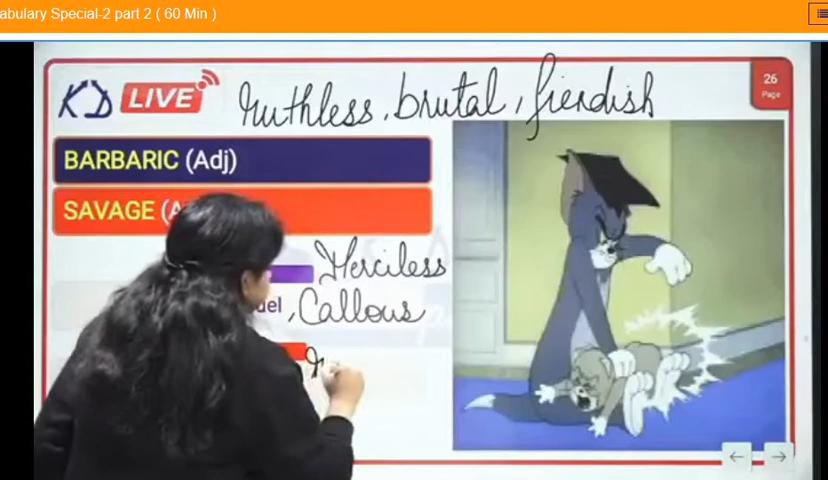 abulary Special-2 part 2 ( 60 Min )
KD LIVE
ruthless, brutal, fiendish
26
Page
BARBARIC (Adj)
SAVAGE (A
Merciless
uel , Callous